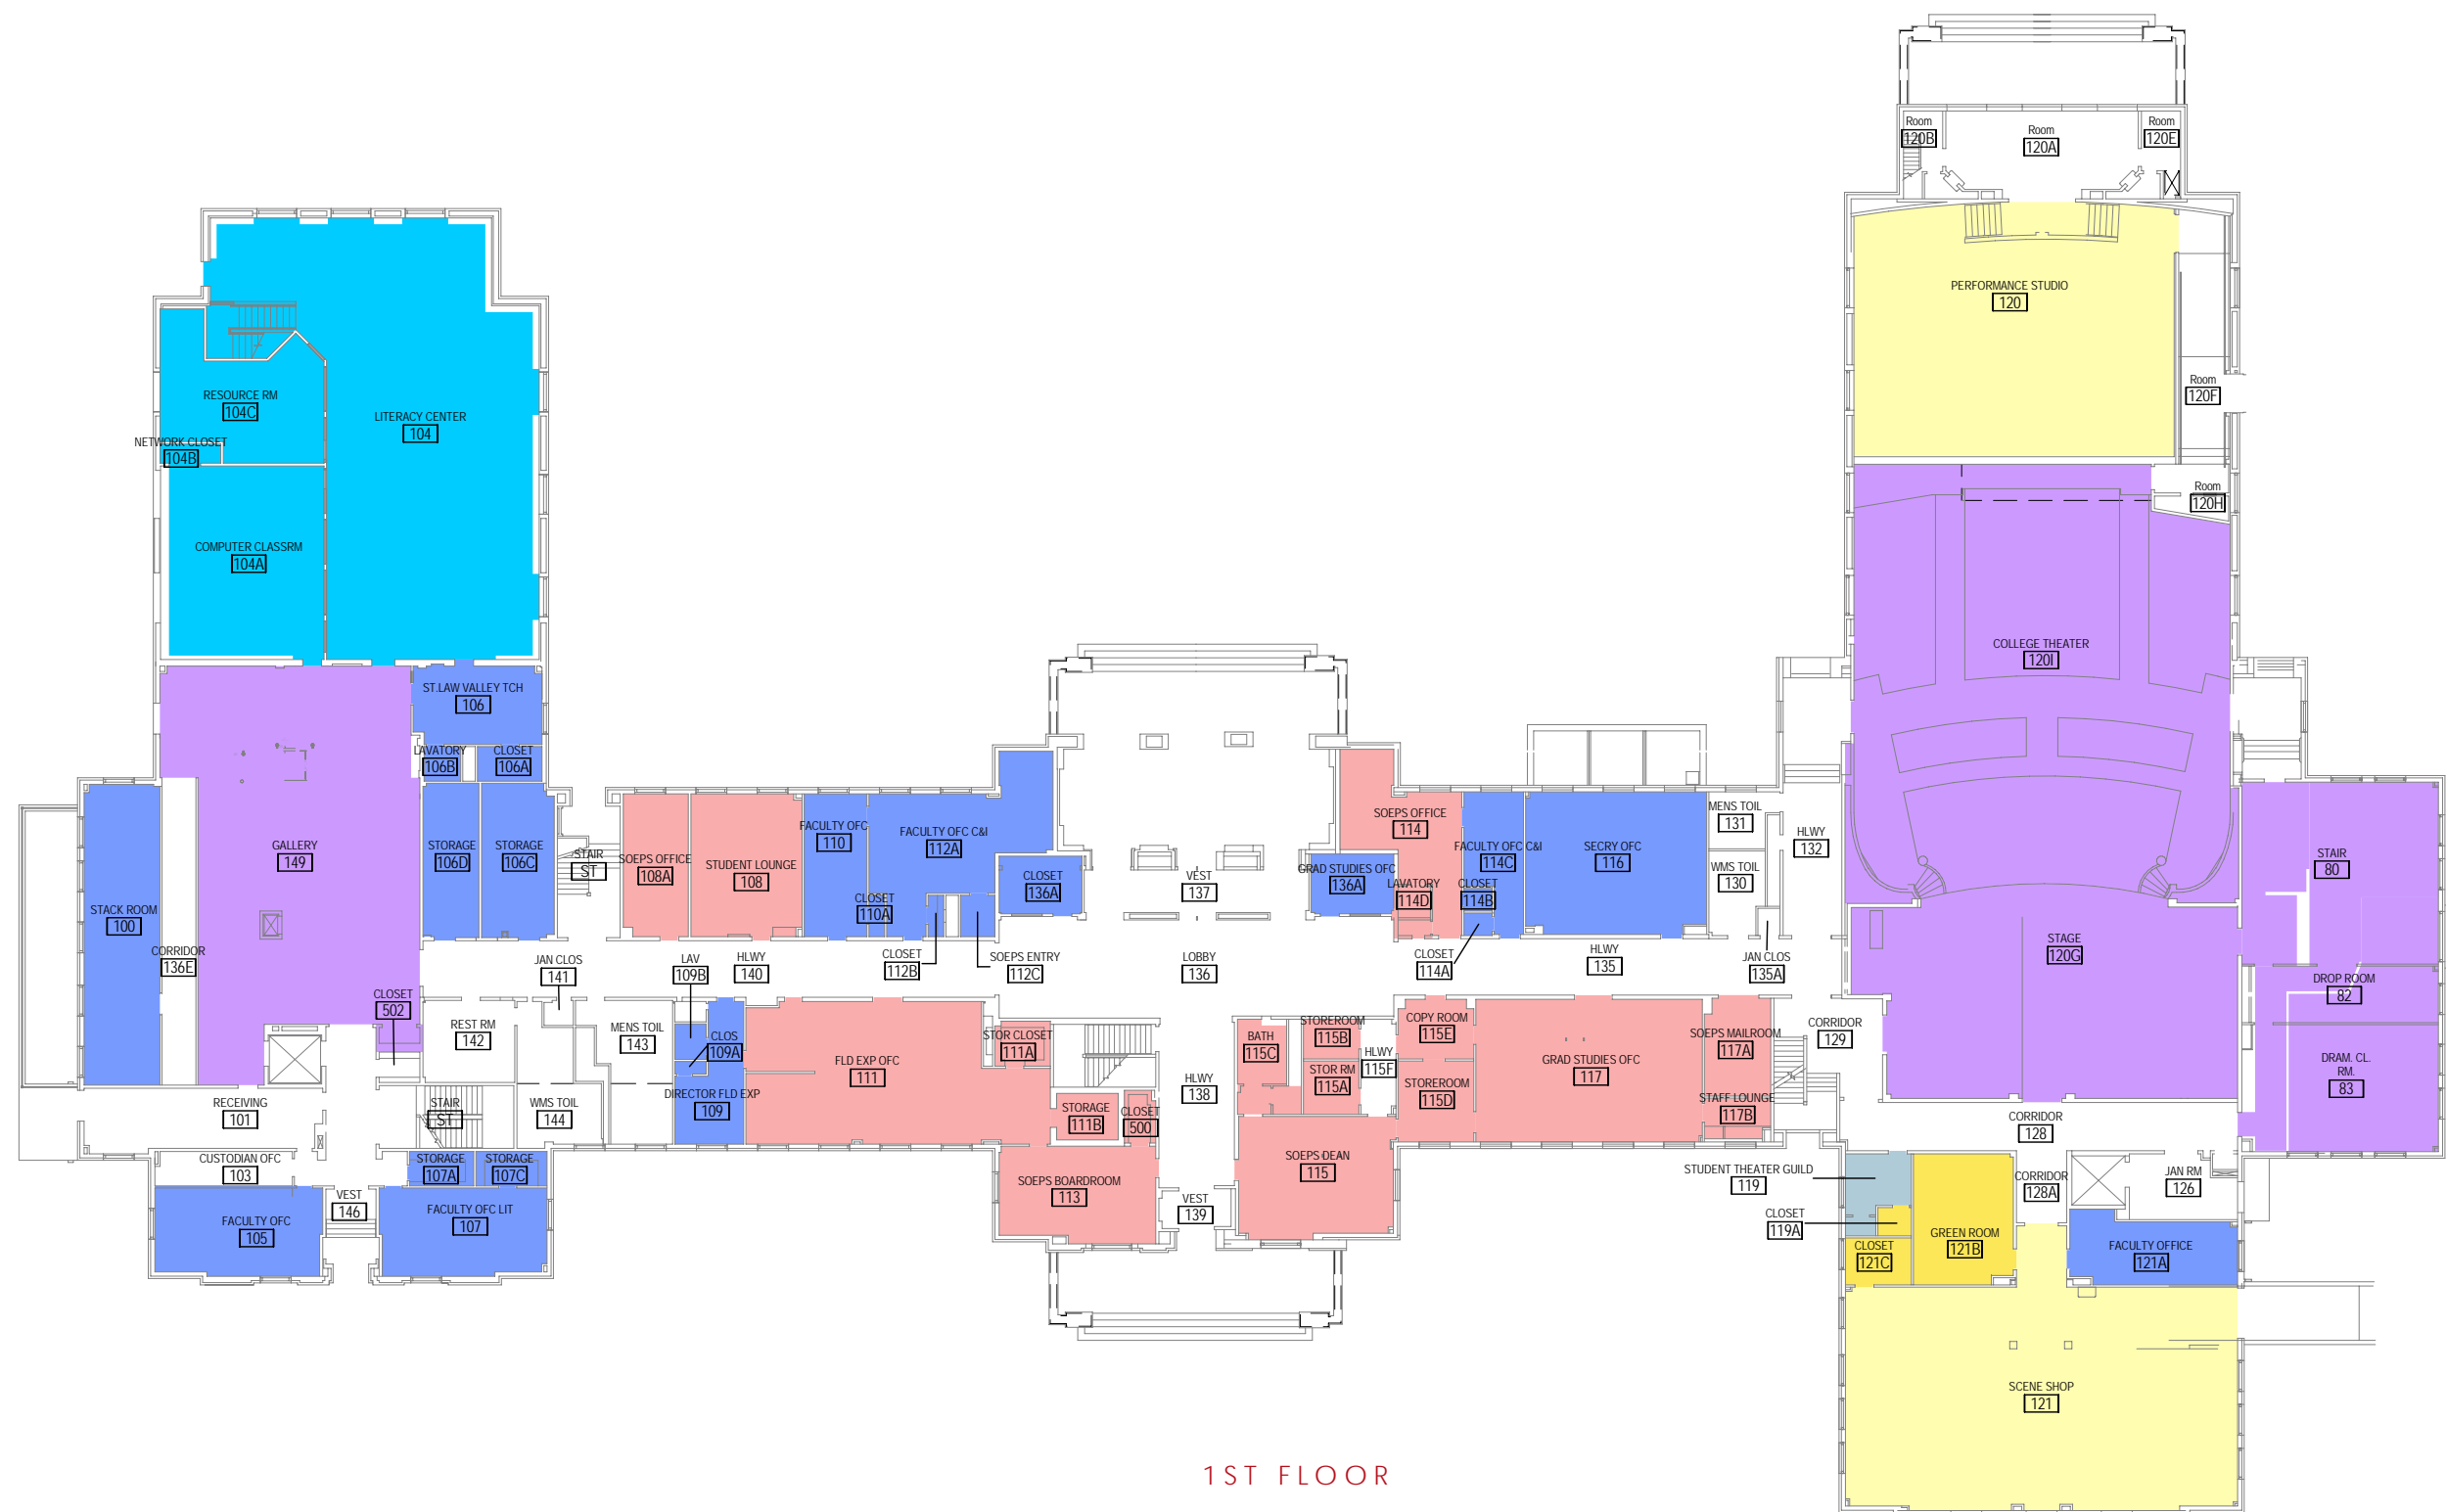 Room
120B
Room
120A
Room
120E
PERFORMANCE STUDIO
120
Room
120F
RESOURCE RM
104C
LITERACY CENTER
104
NETWORK CLOSET
104B
Room
120H
COMPUTER CLASSRM
104A
COLLEGE THEATER
120I
ST.LAW VALLEY TCH
106
LAVATORY
106B
CLOSET
106A
GALLERY
149
STORAGE
106D
STORAGE
106C
STAIR
ST
SOEPS OFFICE
108A
STUDENT LOUNGE
108
FACULTY OFC
110
FACULTY OFC C&I
112A
CLOSET
110A
CLOSET
136A
VEST
137
GRAD STUDIES OFC
136A
SOEPS OFFICE
114
LAVATORY
114D
FACULTY OFC C&I
114C
CLOSET
114B
SECRY OFC
116
MENS TOIL
131
WMS TOIL
130
HLWY
132
STAIR
80
STACK ROOM
100
CORRIDOR
136E
JAN CLOS
141
LAV
109B
HLWY
140
CLOSET
112B
SOEPS ENTRY
112C
LOBBY
136
CLOSET
114A
HLWY
135
JAN CLOS
135A
STAGE
120G
DROP ROOM
82
CLOSET
502
REST RM
142
MENS TOIL
143
CLOS
109A
FLD EXP OFC
111
STOR CLOSET
111A
BATH
115C
STOREROOM
115B
HLWY
115F
COPY ROOM
115E
GRAD STUDIES OFC
117
SOEPS MAILROOM
117A
CORRIDOR
129
DRAM. CL.
RM.
83
RECEIVING
101
STAIR
ST
WMS TOIL
144
DIRECTOR FLD EXP
109
STORAGE
111B
CLOSET
500
HLWY
138
STOR RM
115A
STOREROOM
115D
STAFF LOUNGE
117B
CORRIDOR
128
CUSTODIAN OFC
103
STORAGE
107A
STORAGE
107C
SOEPS BOARDROOM
113
SOEPS DEAN
115
STUDENT THEATER GUILD
119
CORRIDOR
128A
JAN RM
126
FACULTY OFC
105
VEST
146
FACULTY OFC LIT
107
VEST
139
CLOSET
119A
CLOSET
121C
GREEN ROOM
121B
FACULTY OFFICE
121A
SCENE SHOP
121
1ST FLOOR